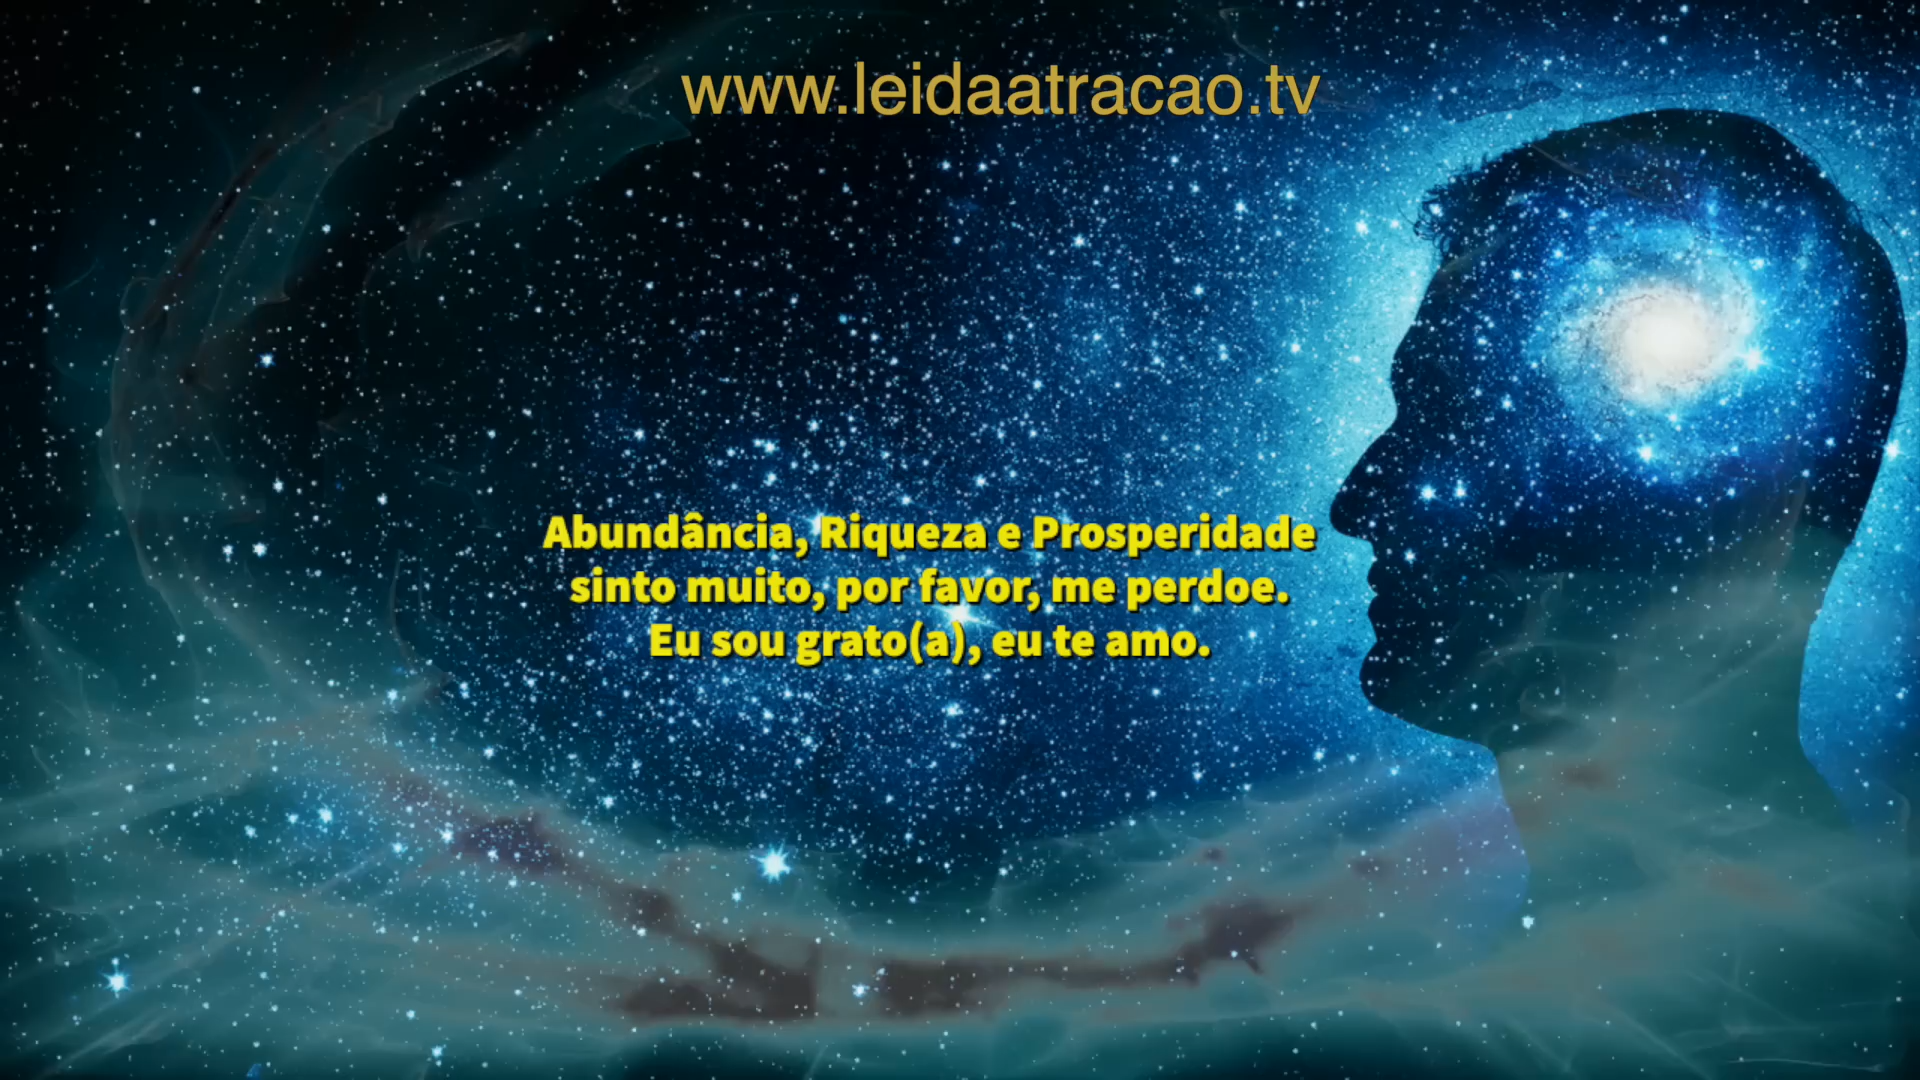 www.leidaatracao.tv
Abundância, Riqueza e Prosperidade
sinto muito, por favor, me perdoe.
Eu sou grato(a), eu te amo.